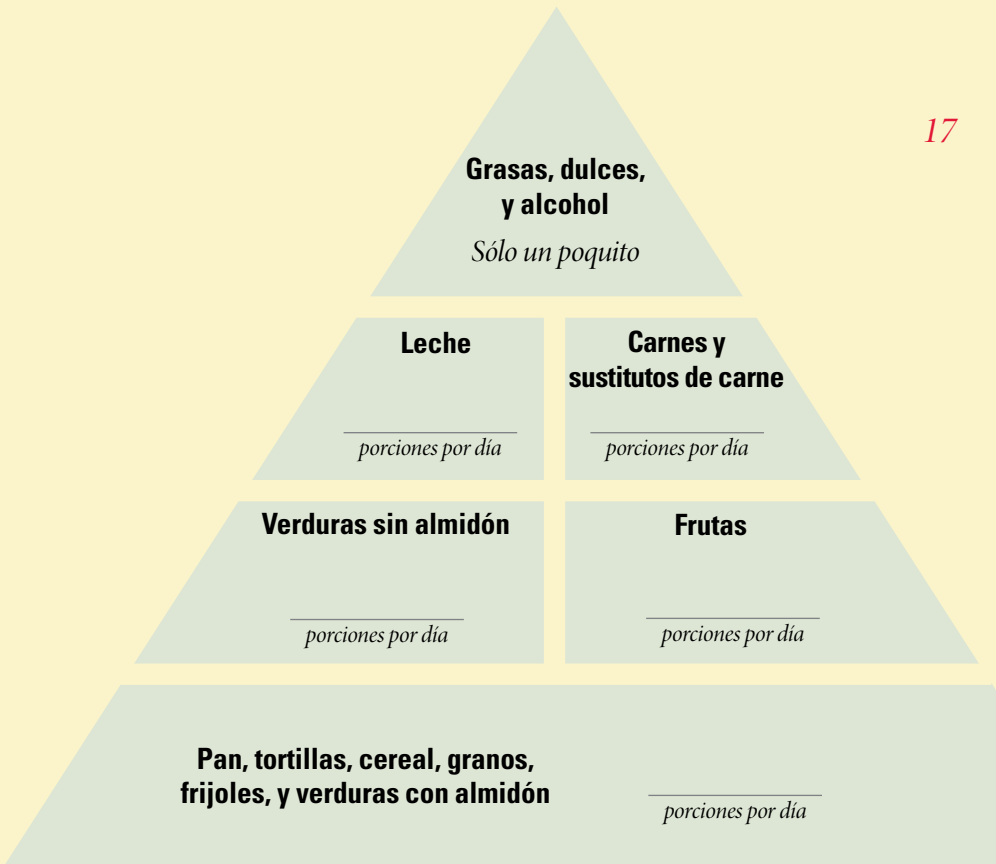 17
Grasas, dulces,
y alcohol
Sólo un poquito
Leche
porciones por día
Carnes y
sustitutos de carne
porciones por día
Verduras sin almidón
porciones por día
Frutas
porciones por día
Pan, tortillas, cereal, granos,
frijoles, y verduras con almidón
porciones por día